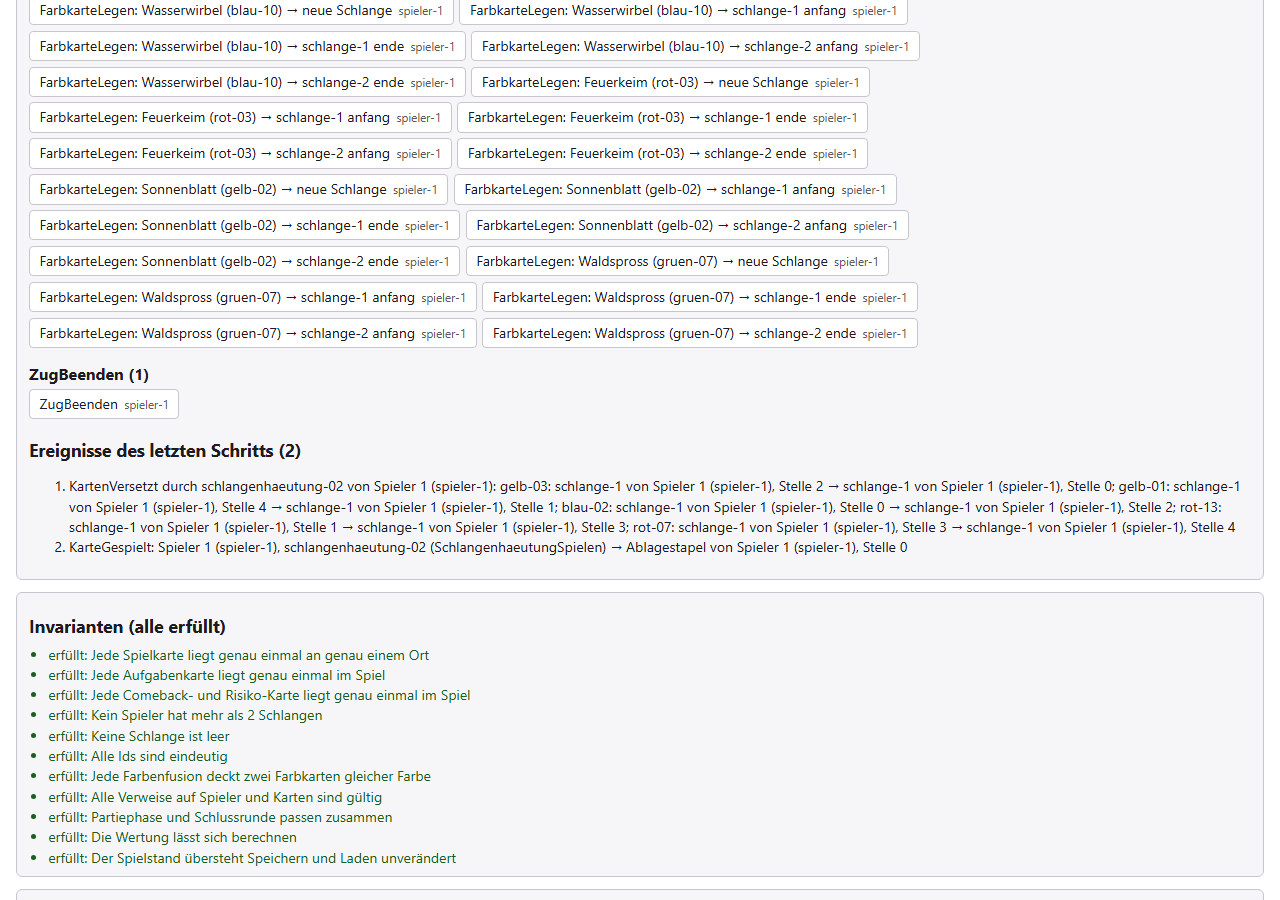 FarbkarteLegen: Wasserwirbel (blau-10) → neue Schlange spieler-1 FarbkarteLegen: Wasserwirbel (blau-10) → schlange-1 anfang spieler-1
FarbkarteLegen: Wasserwirbel (blau-10) → schlange-1 ende spieler-1 FarbkarteLegen: Wasserwirbel (blau-10) → schlange-2 anfang spieler-1
FarbkarteLegen: Wasserwirbel (blau-10) → schlange-2 ende spieler-1 FarbkarteLegen: Feuerkeim (rot-03) → neue Schlange spieler-1
FarbkarteLegen: Feuerkeim (rot-03) → schlange-1 anfang spieler-1 FarbkarteLegen: Feuerkeim (rot-03) → schlange-1 ende spieler-1
FarbkarteLegen: Feuerkeim (rot-03) → schlange-2 anfang spieler-1 FarbkarteLegen: Feuerkeim (rot-03) → schlange-2 ende spieler-1
FarbkarteLegen: Sonnenblatt (gelb-02) → neue Schlange spieler-1 FarbkarteLegen: Sonnenblatt (gelb-02) → schlange-1 anfang spieler-1
FarbkarteLegen: Sonnenblatt (gelb-02) → schlange-1 ende spieler-1 FarbkarteLegen: Sonnenblatt (gelb-02) → schlange-2 anfang spieler-1
FarbkarteLegen: Sonnenblatt (gelb-02) → schlange-2 ende spieler-1 FarbkarteLegen: Waldspross (gruen-07) → neue Schlange spieler-1
FarbkarteLegen: Waldspross (gruen-07) → schlange-1 anfang spieler-1 FarbkarteLegen: Waldspross (gruen-07) → schlange-1 ende spieler-1
FarbkarteLegen: Waldspross (gruen-07) → schlange-2 anfang spieler-1 FarbkarteLegen: Waldspross (gruen-07) → schlange-2 ende spieler-1
ZugBeenden (1)
ZugBeenden spieler-1
Ereignisse des letzten Schritts (2)
1. KartenVersetzt durch schlangenhaeutung-02 von Spieler 1 (spieler-1): gelb-03: schlange-1 von Spieler 1 (spieler-1), Stelle 2 → schlange-1 von Spieler 1 (spieler-1), Stelle 0; gelb-01: schlange-1
von Spieler 1 (spieler-1), Stelle 4 → schlange-1 von Spieler 1 (spieler-1), Stelle 1; blau-02: schlange-1 von Spieler 1 (spieler-1), Stelle 0 → schlange-1 von Spieler 1 (spieler-1), Stelle 2; rot-13:
schlange-1 von Spieler 1 (spieler-1), Stelle 1 → schlange-1 von Spieler 1 (spieler-1), Stelle 3; rot-07: schlange-1 von Spieler 1 (spieler-1), Stelle 3 → schlange-1 von Spieler 1 (spieler-1), Stelle 4
2. KarteGespielt: Spieler 1 (spieler-1), schlangenhaeutung-02 (SchlangenhaeutungSpielen) → Ablagestapel von Spieler 1 (spieler-1), Stelle 0
Invarianten (alle erfüllt)
• erfüllt: Jede Spielkarte liegt genau einmal an genau einem Ort
• erfüllt: Jede Aufgabenkarte liegt genau einmal im Spiel
• erfüllt: Jede Comeback- und Risiko-Karte liegt genau einmal im Spiel
• erfüllt: Kein Spieler hat mehr als 2 Schlangen
• erfüllt: Keine Schlange ist leer
• erfüllt: Alle Ids sind eindeutig
• erfüllt: Jede Farbenfusion deckt zwei Farbkarten gleicher Farbe
• erfüllt: Alle Verweise auf Spieler und Karten sind gültig
• erfüllt: Partiephase und Schlussrunde passen zusammen
• erfüllt: Die Wertung lässt sich berechnen
• erfüllt: Der Spielstand übersteht Speichern und Laden unverändert